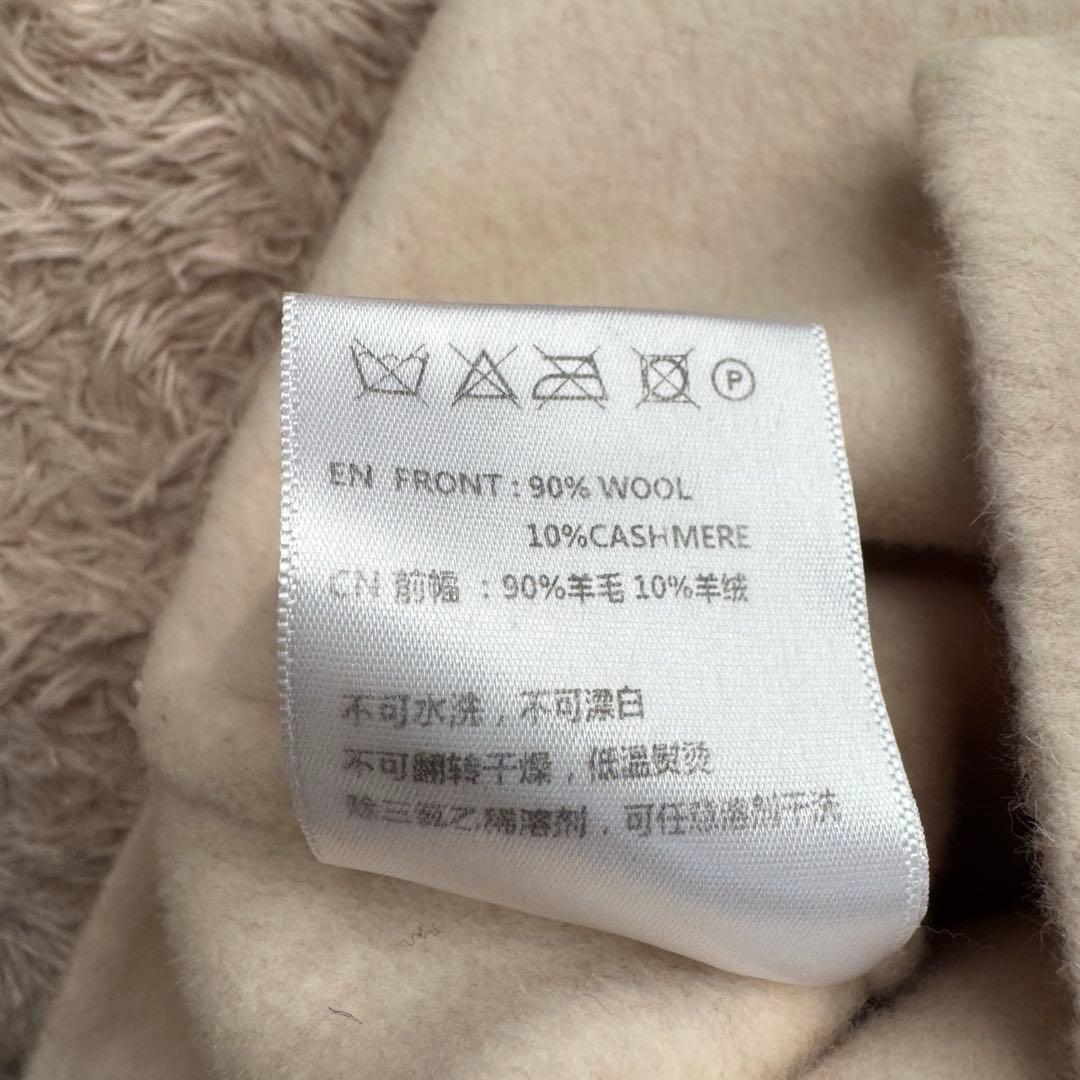 P
EN FRONT : 90% WOOL
10%CASHMERE
CN 前幅 : 90%羊毛 10%羊绒
不可水洗，不可漂白
不可翻转干燥，低温熨烫
除三氯乙烯溶剂，可任意溶剂干洗